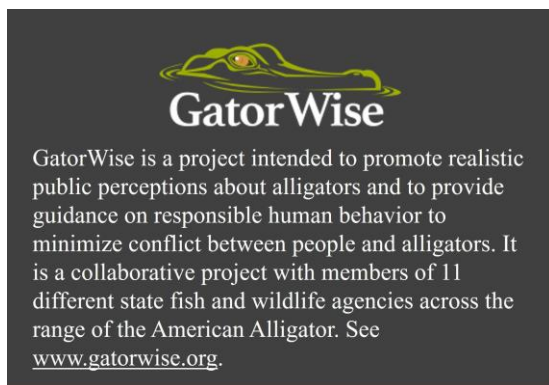 GatorWise
GatorWise is a project intended to promote realistic
public perceptions about alligators and to provide
guidance on responsible human behavior to
minimize conflict between people and alligators. It
is a collaborative project with members of 11
different state fish and wildlife agencies across the
range of the American Alligator. See
www.gatorwise.org.